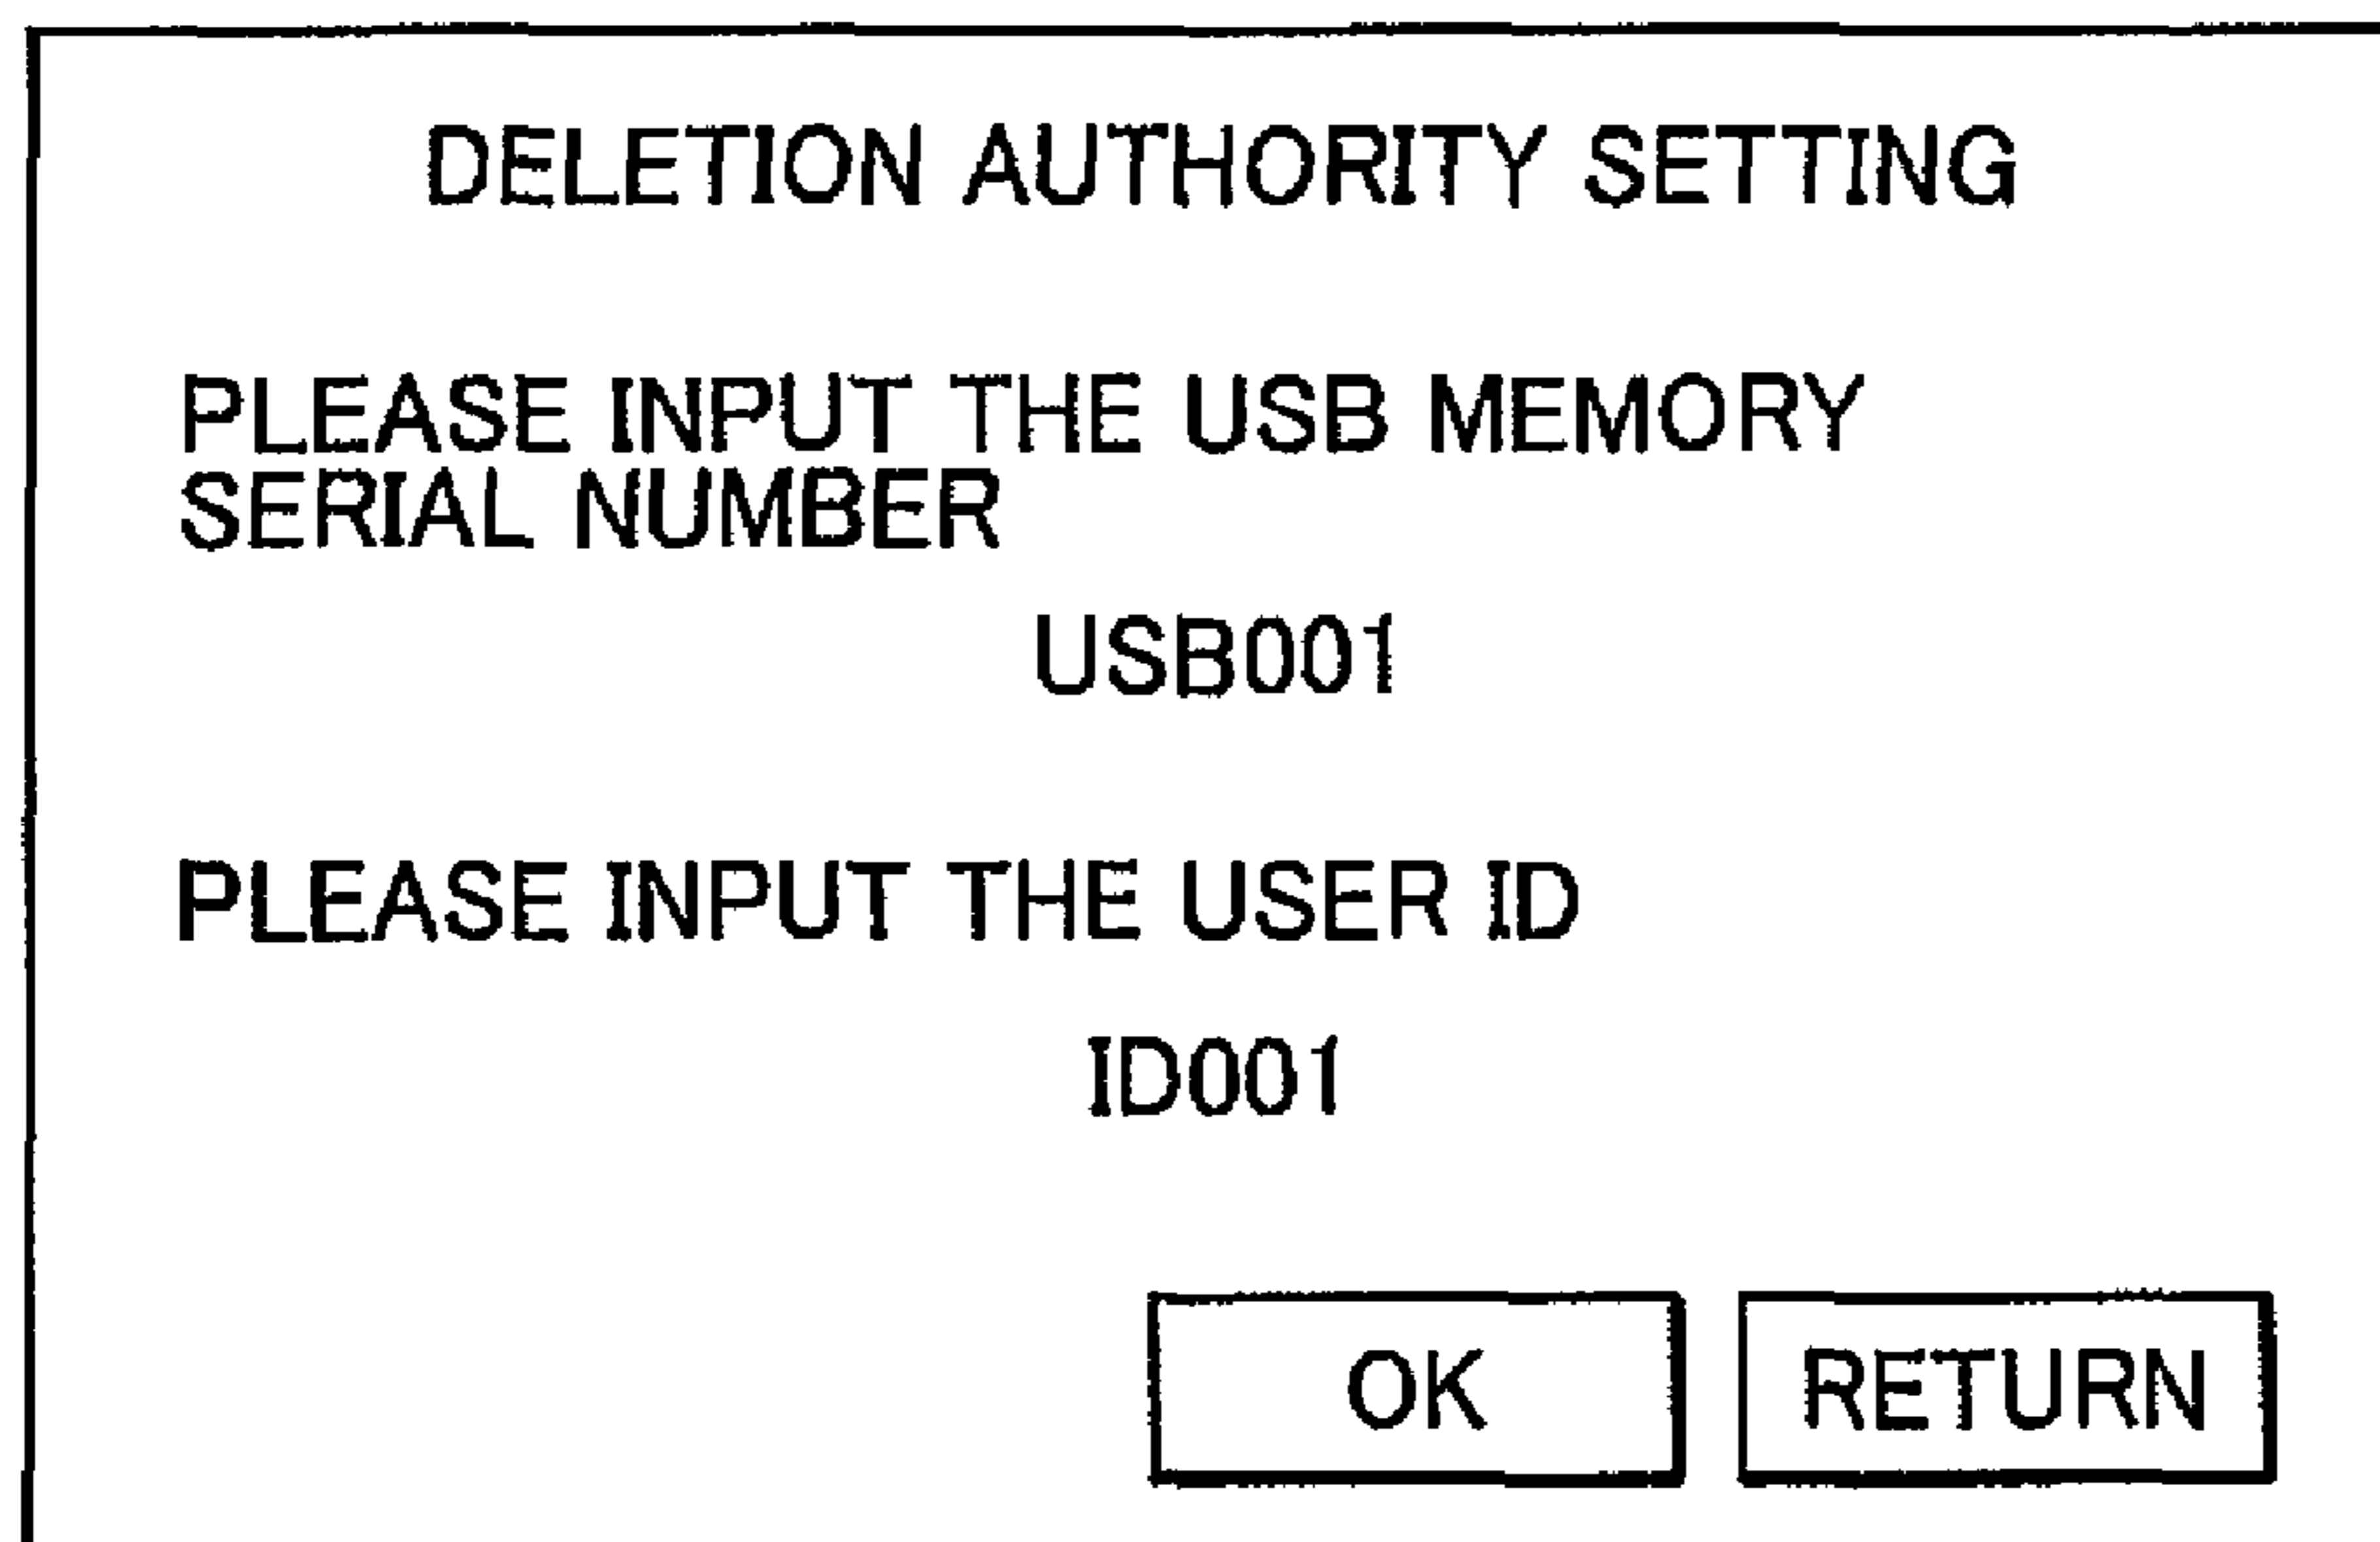 DELETION AUTHORITY SETTING
PLEASE INPUT THE USB MEMORY
SERIAL NUMBER
USB001
PLEASE INPUT THE USER ID
ID001
OK
RETURN